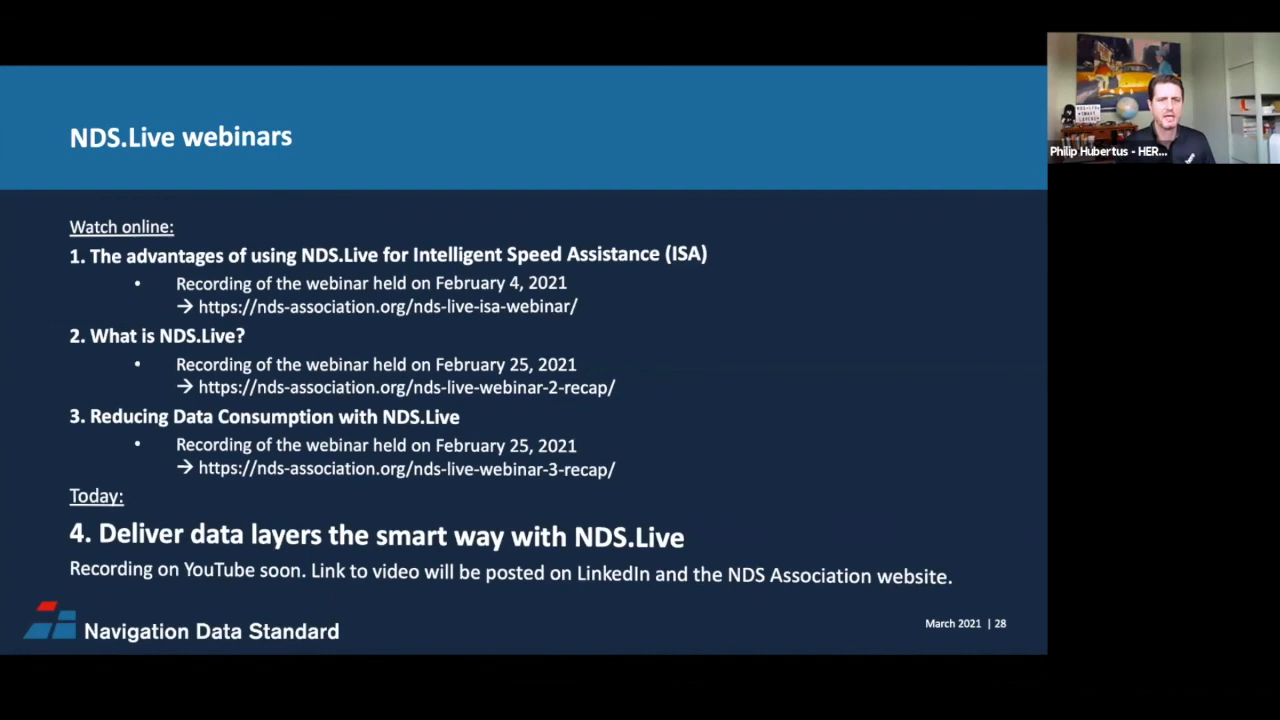 NDS.Live webinars
Philip Hubertus - HER...
Watch online:
1. The advantages of using NDS.Live for Intelligent Speed Assistance (ISA)
• Recording of the webinar held on February 4, 2021
→ https://nds-association.org/nds-live-isa-webinar/
2. What is NDS.Live?
• Recording of the webinar held on February 25, 2021
→ https://nds-association.org/nds-live-webinar-2-recap/
3. Reducing Data Consumption with NDS.Live
• Recording of the webinar held on February 25, 2021
→ https://nds-association.org/nds-live-webinar-3-recap/
Today:
4. Deliver data layers the smart way with NDS.Live
Recording on YouTube soon. Link to video will be posted on LinkedIn and the NDS Association website.
Navigation Data Standard
March 2021 | 28